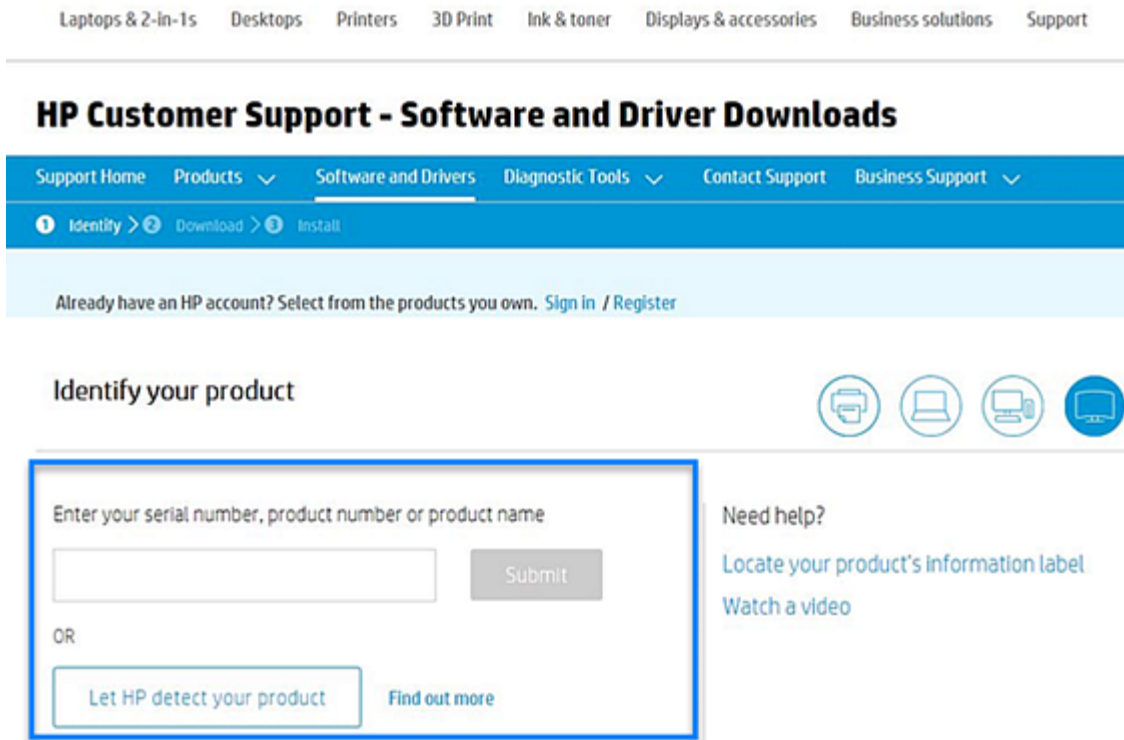 Laptops & 2-in-1s Desktops Printers 3D Print Ink & toner Displays & accessories Business solutions Support
HP Customer Support - Software and Driver Downloads
Support Home Products Software and Drivers Diagnostic Tools Contact Support Business Support
1 Identify > 2 Download > 3 Install
Already have an HP account? Select from the products you own. Sign in / Register
Identify your product
Enter your serial number, product number or product name
Submit
OR
Let HP detect your product Find out more
Need help?
Locate your product's information label
Watch a video